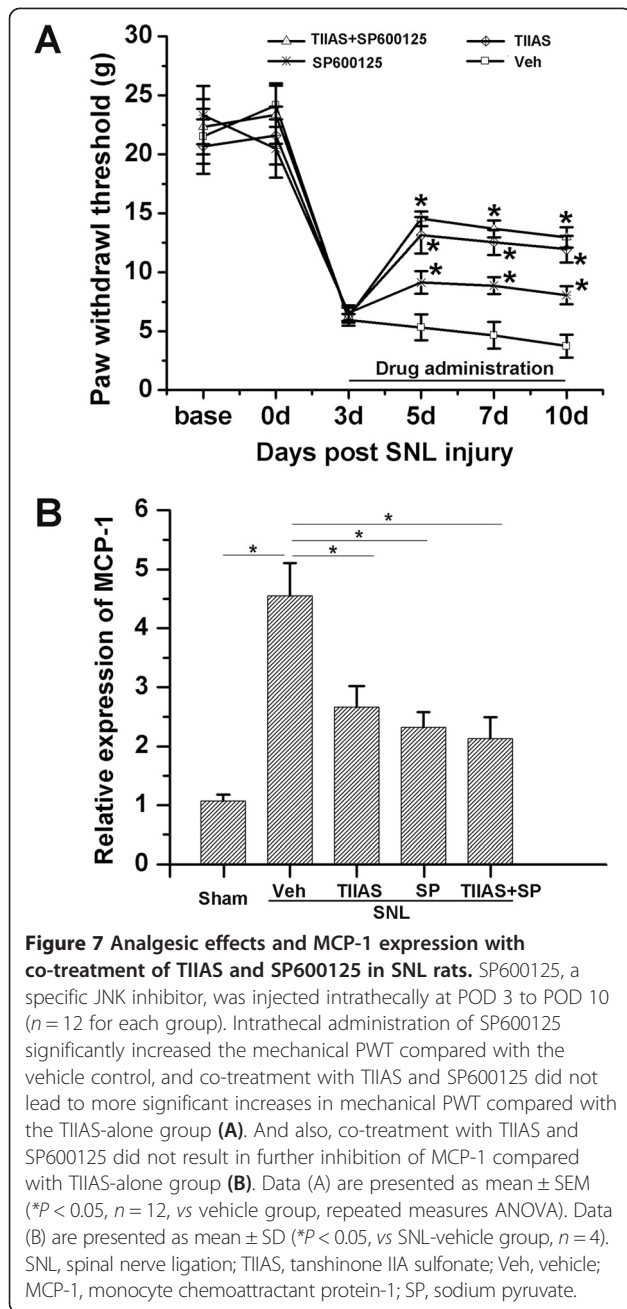 A
TIIAS+SP600125
TIIAS
SP600125
Veh
Paw withdrawl threshold (g)
30
25
20
15
10
5
0
* * *
* * *
* * *
Drug administration
base 0d 3d 5d 7d 10d
Days post SNL injury
B
Relative expression of MCP-1
6
5
4
3
2
1
0
*
*
* *
Sham Veh TIIAS SP TIIAS+SP
SNL
Figure 7 Analgesic effects and MCP-1 expression with
co-treatment of TIIAS and SP600125 in SNL rats. SP600125, a
specific JNK inhibitor, was injected intrathecally at POD 3 to POD 10
(n = 12 for each group). Intrathecal administration of SP600125
significantly increased the mechanical PWT compared with the
vehicle control, and co-treatment with TIIAS and SP600125 did not
lead to more significant increases in mechanical PWT compared with
the TIIAS-alone group (A). And also, co-treatment with TIIAS and
SP600125 did not result in further inhibition of MCP-1 compared
with TIIAS-alone group (B). Data (A) are presented as mean ± SEM
(*P < 0.05, n = 12, vs vehicle group, repeated measures ANOVA). Data
(B) are presented as mean ± SD (*P < 0.05, vs SNL-vehicle group, n = 4).
SNL, spinal nerve ligation; TIIAS, tanshinone IIA sulfonate; Veh, vehicle;
MCP-1, monocyte chemoattractant protein-1; SP, sodium pyruvate.